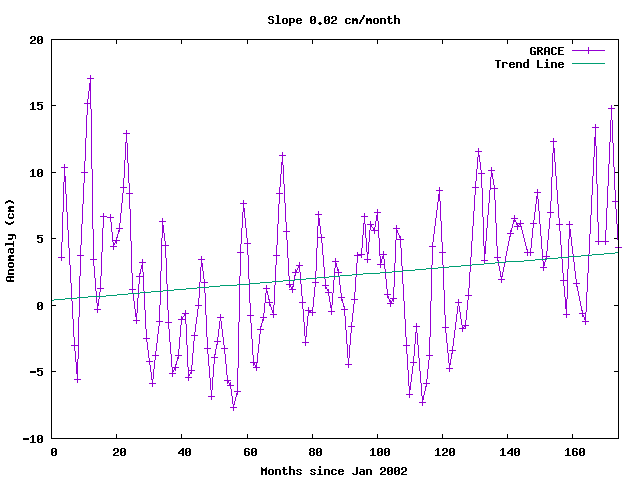 Slope 0.02 cm/month
GRACE
Trend Line
Anomaly (cm)
20
15
10
5
0
-5
-10
0 20 40 60 80 100 120 140 160
Months since Jan 2002